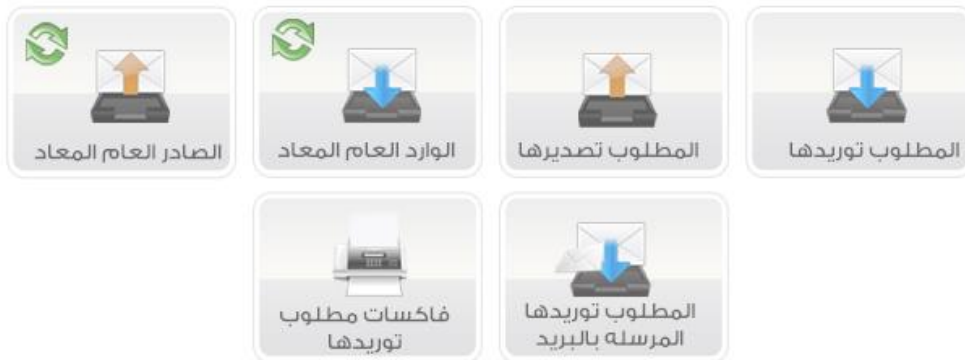 المطلوب توريدها
المطلوب تصديرها
الوارد العام المعاد
الصادر العام المعاد
المطلوب توريدها
المرسله بالبريد
فاكسات مطلوب
توريدها